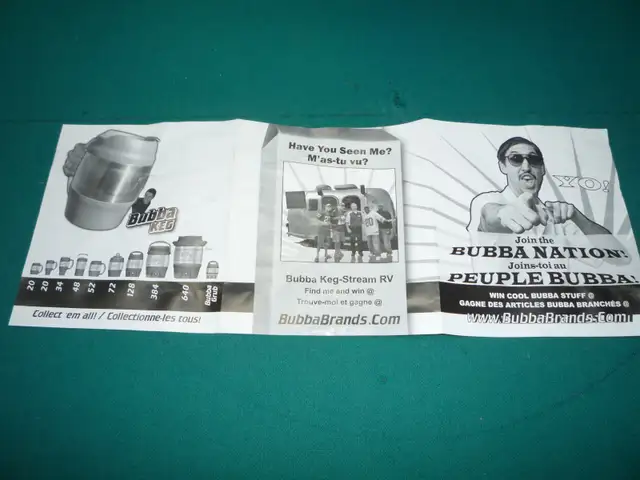 Bubba
KEG
20
20
34
48
52
72
128
384
640
Bubba
Grub
Collect 'em all! / Collectionne-les tous!
Have You Seen Me?
M'as-tu vu?
Bubba Keg-Stream RV
Find me and win @
Trouve-moi et gagne @
BubbaBrands.Com
YO!
Join the
BUBBA NATION!
Joins-toi au
PEUPLE BUBBA!
WIN COOL BUBBA STUFF @
GAGNE DES ARTICLES BUBBA BRANCHÉS @
www.BubbaBrands.Com